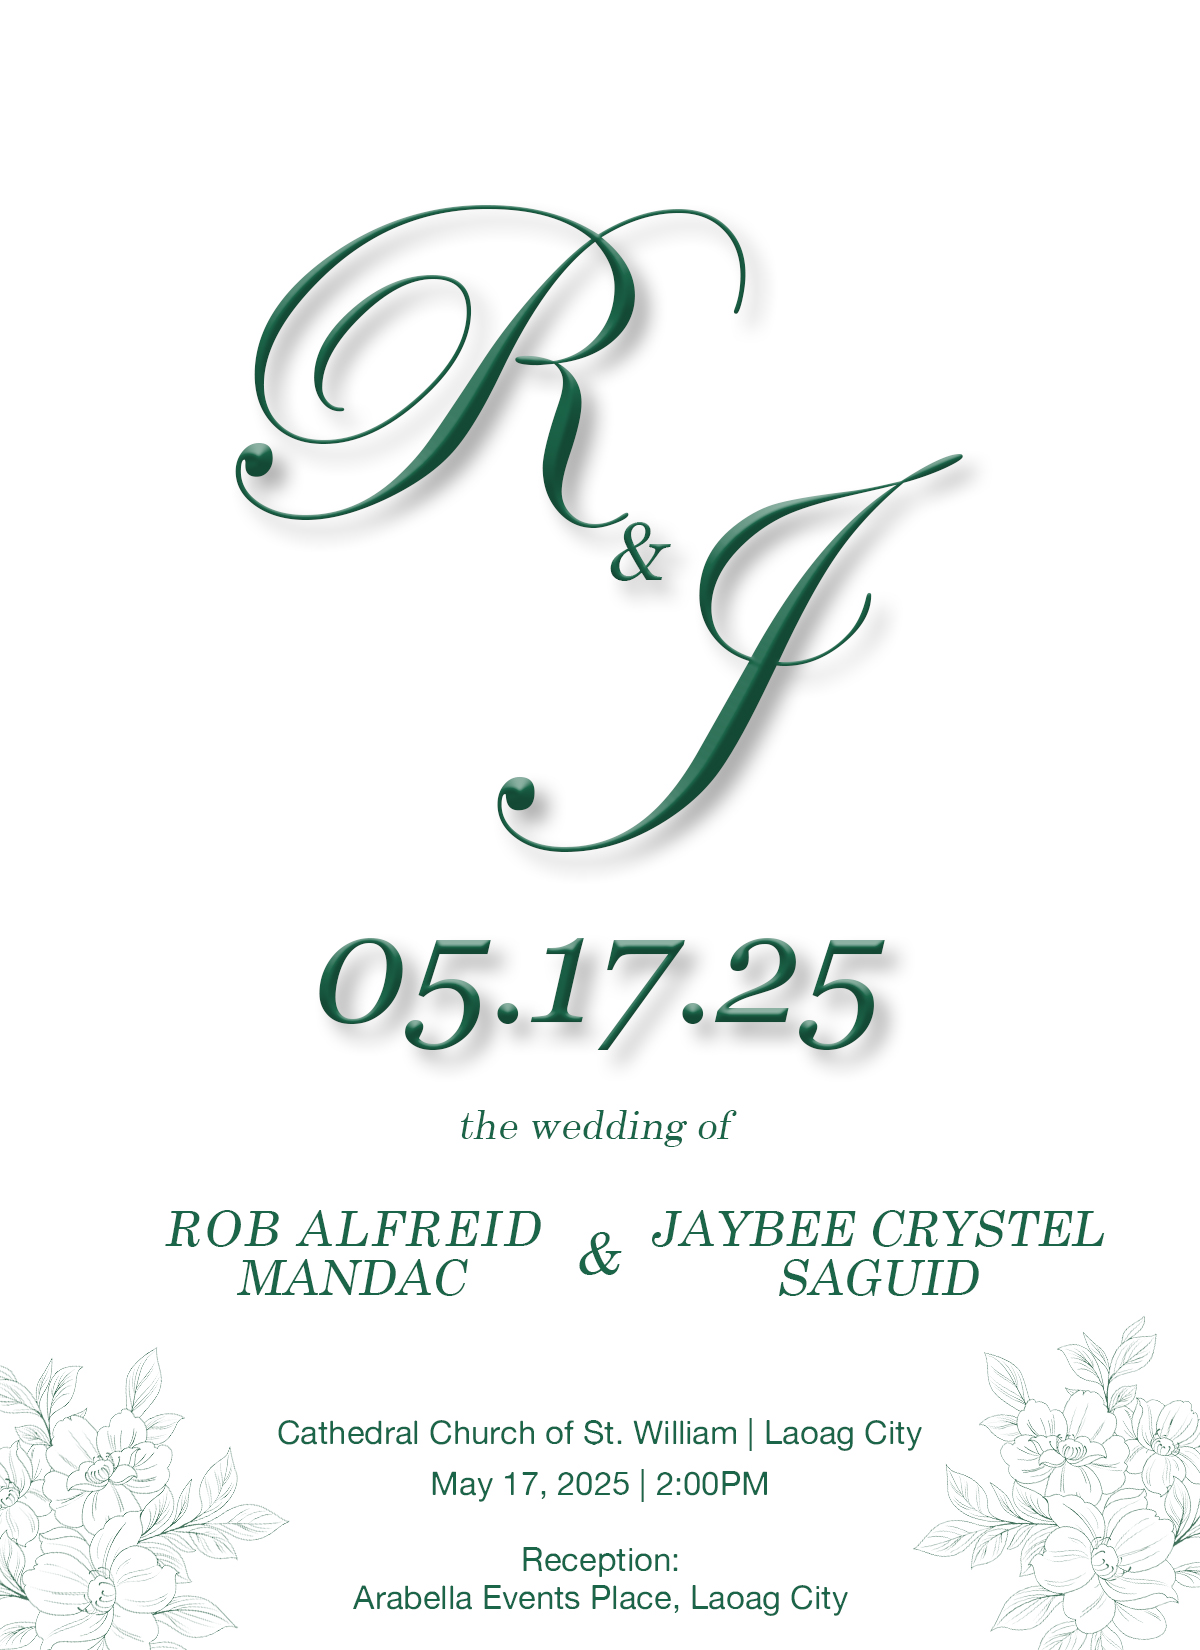 R
&
J
05.17.25
the wedding of
ROB ALFREID MANDAC & JAYBEE CRYSTEL SAGUID
Cathedral Church of St. William | Laoag City
May 17, 2025 | 2:00PM
Reception:
Arabella Events Place, Laoag City